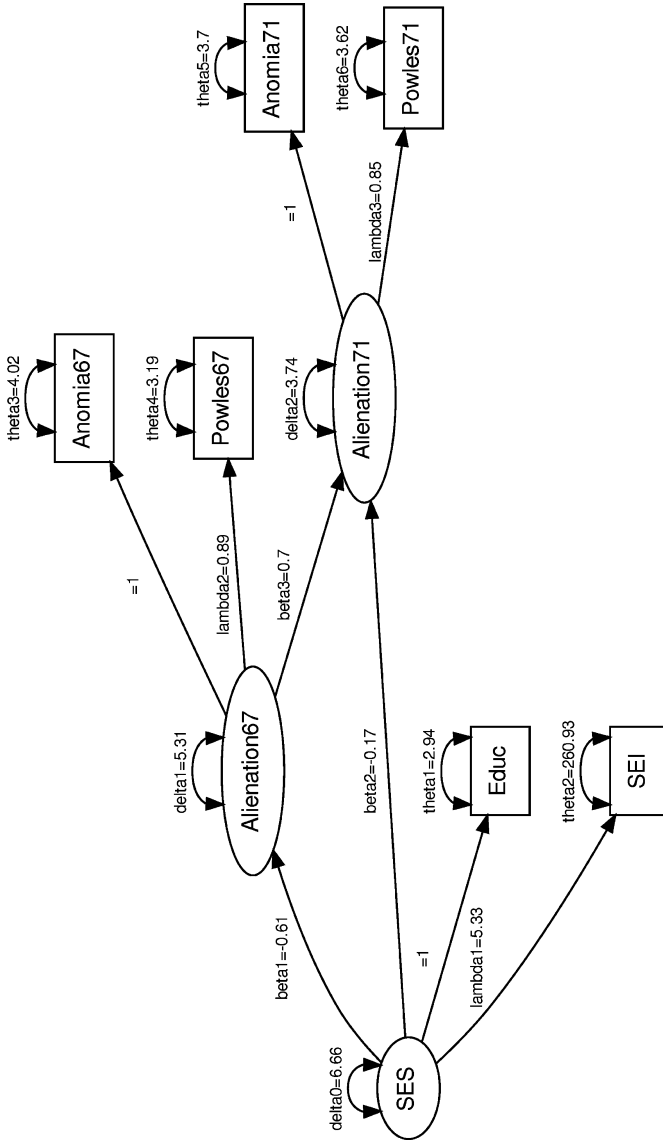 theta5=3.7
Anomia71
theta6=3.62
Powles71
=1
lambda3=0.85
theta3=4.02
Anomia67
theta4=3.19
Powles67
delta2=3.74
Alienation71
=1
lambda2=0.89
beta3=0.7
delta1=5.31
Alienation67
beta2=-0.17
theta1=2.94
Educ
theta2=260.93
SEI
beta1=-0.61
=1
lambda1=5.33
delta0=6.66
SES